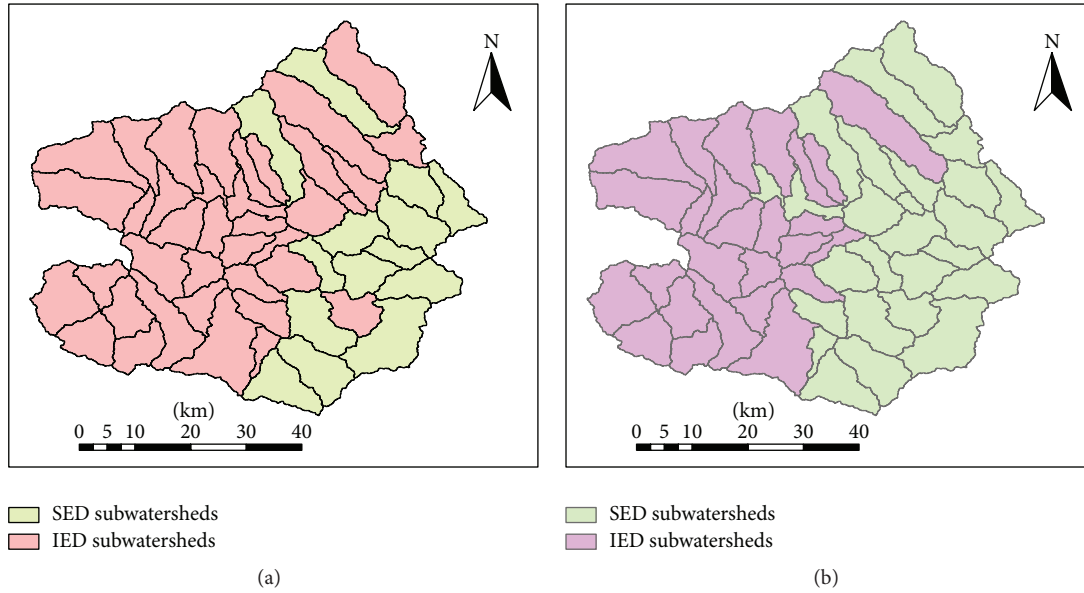 N
(km)
0 5 10 20 30 40
SED subwatersheds
IED subwatersheds
(a)
N
(km)
0 5 10 20 30 40
SED subwatersheds
IED subwatersheds
(b)